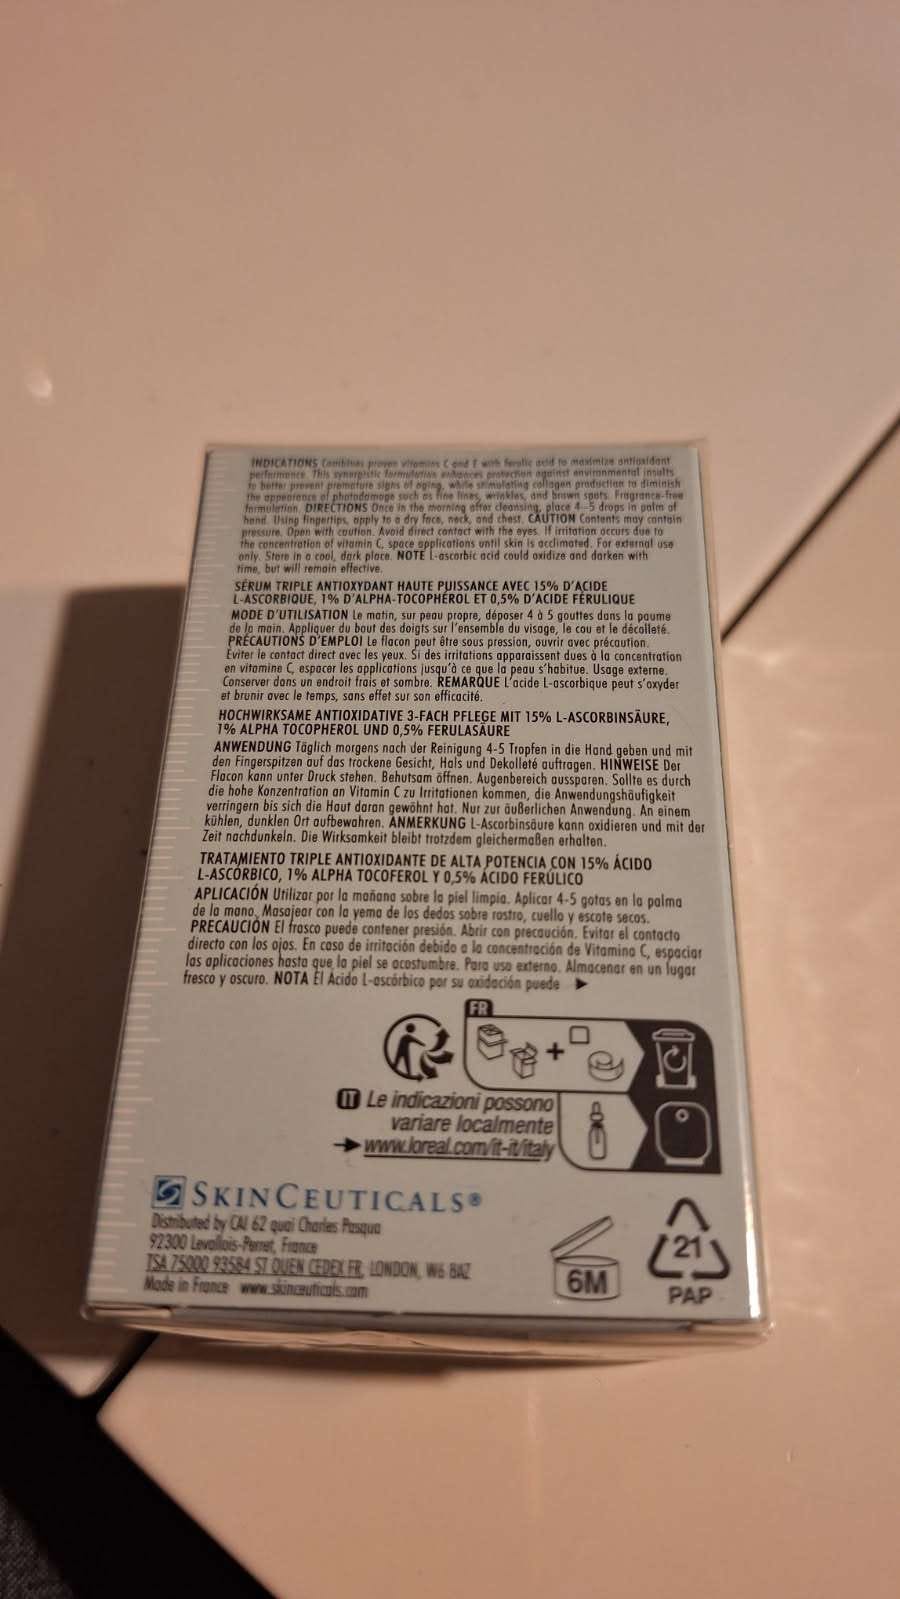 INDICATIONS Combines proven vitamins C and E with ferulic acid to maximize antioxidant
performance. This synergistic formulation enhances protection against environmental insults
to better prevent premature signs of aging, while stimulating collagen production to diminish
the appearance of photodamage such as fine lines, wrinkles, and brown spots. Fragrance-free
formulation. DIRECTIONS Once in the morning after cleansing, place 4–5 drops in palm of
hand. Using fingertips, apply to a dry face, neck, and chest. CAUTION Contents may contain
pressure. Open with caution. Avoid direct contact with the eyes. If irritation occurs due to
the concentration of vitamin C, space applications until skin is acclimated. For external use
only. Store in a cool, dark place. NOTE L-ascorbic acid could oxidize and darken with
time, but will remain effective.
SÉRUM TRIPLE ANTIOXYDANT HAUTE PUISSANCE AVEC 15% D'ACIDE
L-ASCORBIQUE, 1% D'ALPHA-TOCOPHÉROL ET 0,5% D'ACIDE FÉRULIQUE
MODE D'UTILISATION Le matin, sur peau propre, déposer 4 à 5 gouttes dans la paume
de la main. Appliquer du bout des doigts sur l'ensemble du visage, le cou et le décolleté.
PRÉCAUTIONS D'EMPLOI Le flacon peut être sous pression, ouvrir avec précaution.
Éviter le contact direct avec les yeux. Si des irritations apparaissent dues à la concentration
en vitamine C, espacer les applications jusqu'à ce que la peau s'habitue. Usage externe.
Conserver dans un endroit frais et sombre. REMARQUE L'acide L-ascorbique peut s'oxyder
et brunir avec le temps, sans effet sur son efficacité.
HOCHWIRKSAME ANTIOXIDATIVE 3-FACH PFLEGE MIT 15% L-ASCORBINSÄURE,
1% ALPHA TOCOPHEROL UND 0,5% FERULASÄURE
ANWENDUNG Täglich morgens nach der Reinigung 4-5 Tropfen in die Hand geben und mit
den Fingerspitzen auf das trockene Gesicht, Hals und Dekolleté auftragen. HINWEISE Der
Flacon kann unter Druck stehen. Behutsam öffnen. Augenbereich aussparen. Sollte es durch
die hohe Konzentration an Vitamin C zu Irritationen kommen, die Anwendungshäufigkeit
verringern bis sich die Haut daran gewöhnt hat. Nur zur äußerlichen Anwendung. An einem
kühlen, dunklen Ort aufbewahren. ANMERKUNG L-Ascorbinsäure kann oxidieren und mit der
Zeit nachdunkeln. Die Wirksamkeit bleibt trotzdem gleichermaßen erhalten.
TRATAMIENTO TRIPLE ANTIOXIDANTE DE ALTA POTENCIA CON 15% ÁCIDO
L-ASCÓRBICO, 1% ALPHA TOCOFEROL Y 0,5% ÁCIDO FERÚLICO
APLICACIÓN Utilizar por la mañana sobre la piel limpia. Aplicar 4-5 gotas en la palma
de la mano. Masajear con la yema de los dedos sobre rostro, cuello y escote secos.
PRECAUCIÓN El frasco puede contener presión. Abrir con precaución. Evitar el contacto
directo con los ojos. En caso de irritación debido a la concentración de Vitamina C, espaciar
las aplicaciones hasta que la piel se acostumbre. Para uso externo. Almacenar en un lugar
fresco y oscuro. NOTA El Ácido L-ascórbico por su oxidación puede ►
FR
+
IT Le indicazioni possono
variare localmente
➔ www.loreal.com/it-it/italy
SKINCEUTICALS®
Distributed by CAI 62 quai Charles Pasqua
92300 Levallois-Perret, France
TSA 75000 93584 ST OUEN CEDEX FR, LONDON, W6 8AZ
Made in France www.skinceuticals.com
6M
21
PAP